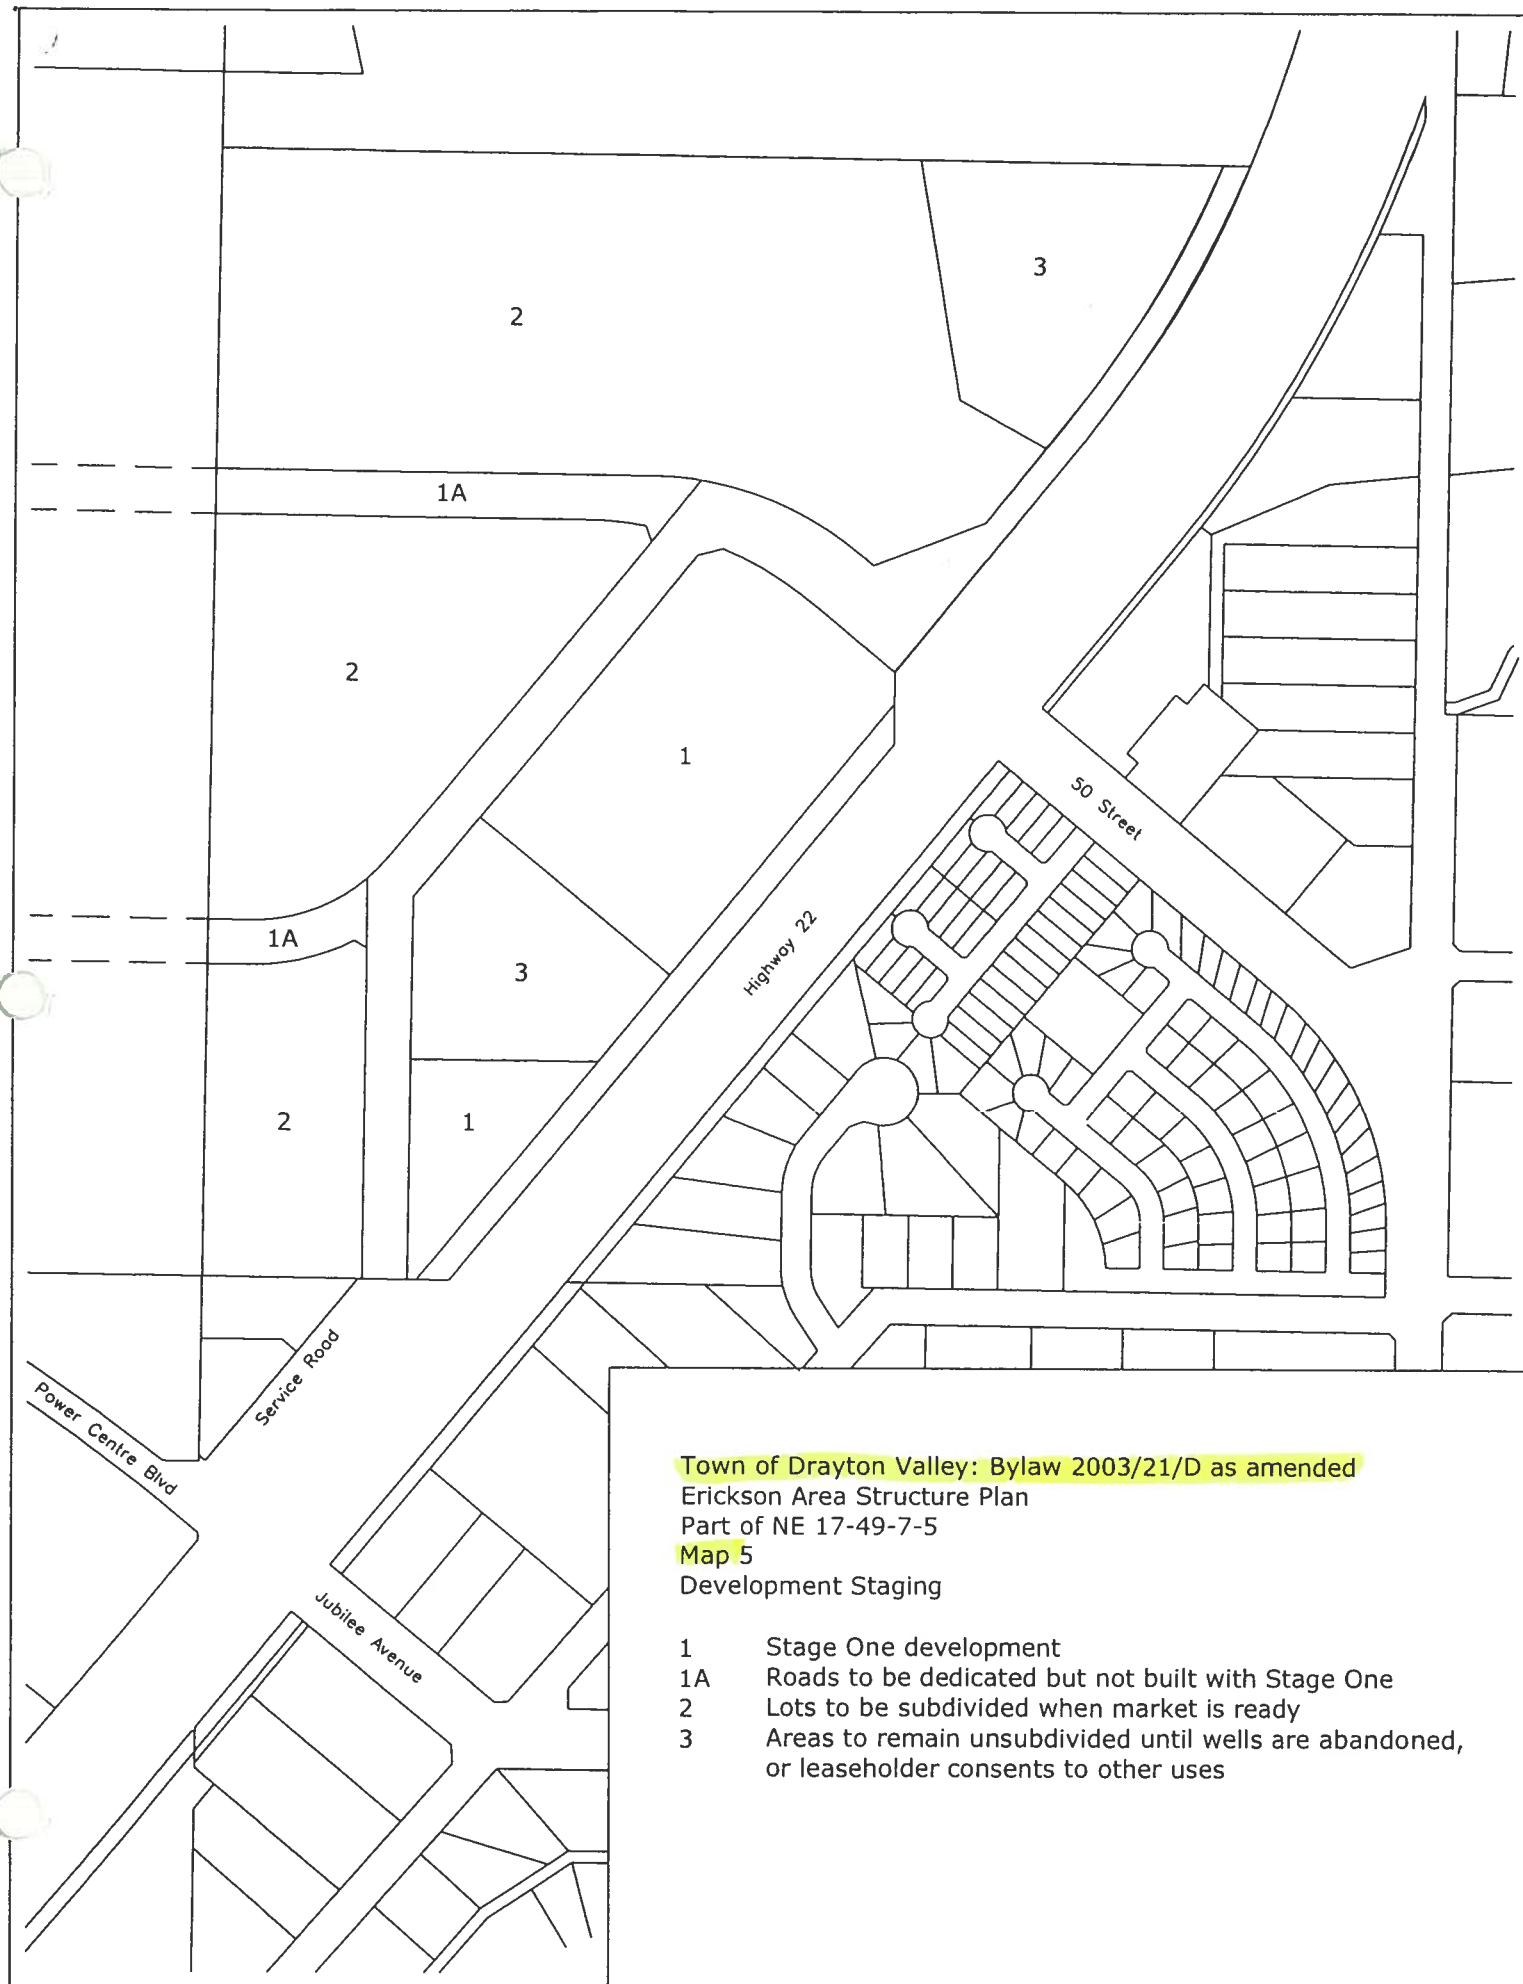 3
2
1A
2
1
50 Street
Highway 22
1A
3
2
1
Service Road
Power Centre Blvd
Jubilee Avenue
Town of Drayton Valley: Bylaw 2003/21/D as amended
Erickson Area Structure Plan
Part of NE 17-49-7-5
Map 5
Development Staging
1 Stage One development
1A Roads to be dedicated but not built with Stage One
2 Lots to be subdivided when market is ready
3 Areas to remain unsubdivided until wells are abandoned,
or leaseholder consents to other uses